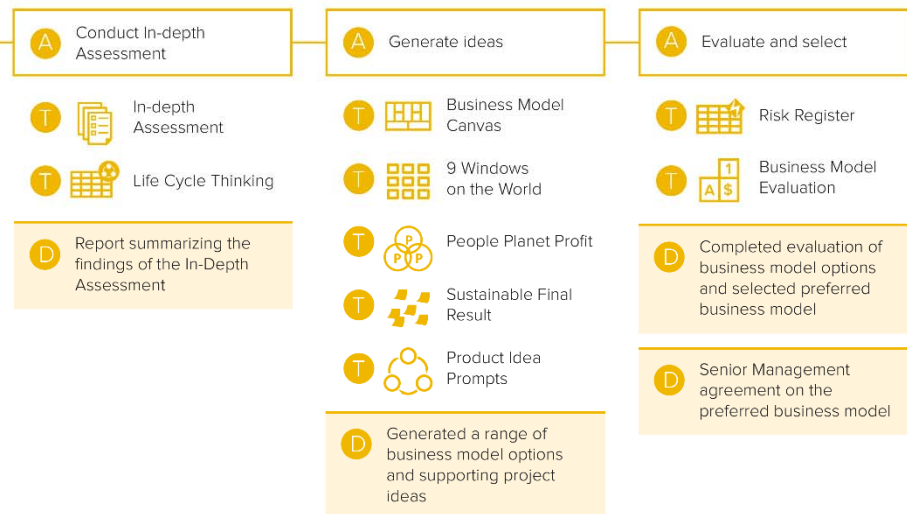 A
Conduct In-depth
Assessment
T
In-depth
Assessment
T
Life Cycle Thinking
D
Report summarizing the
findings of the In-Depth
Assessment
A
Generate ideas
T
Business Model
Canvas
T
9 Windows
on the World
T
P
P P
People Planet Profit
T
Sustainable Final
Result
T
Product Idea
Prompts
D
Generated a range of
business model options
and supporting project
ideas
A
Evaluate and select
T
Risk Register
T
1
A $
Business Model
Evaluation
D
Completed evaluation of
business model options
and selected preferred
business model
D
Senior Management
agreement on the
preferred business model